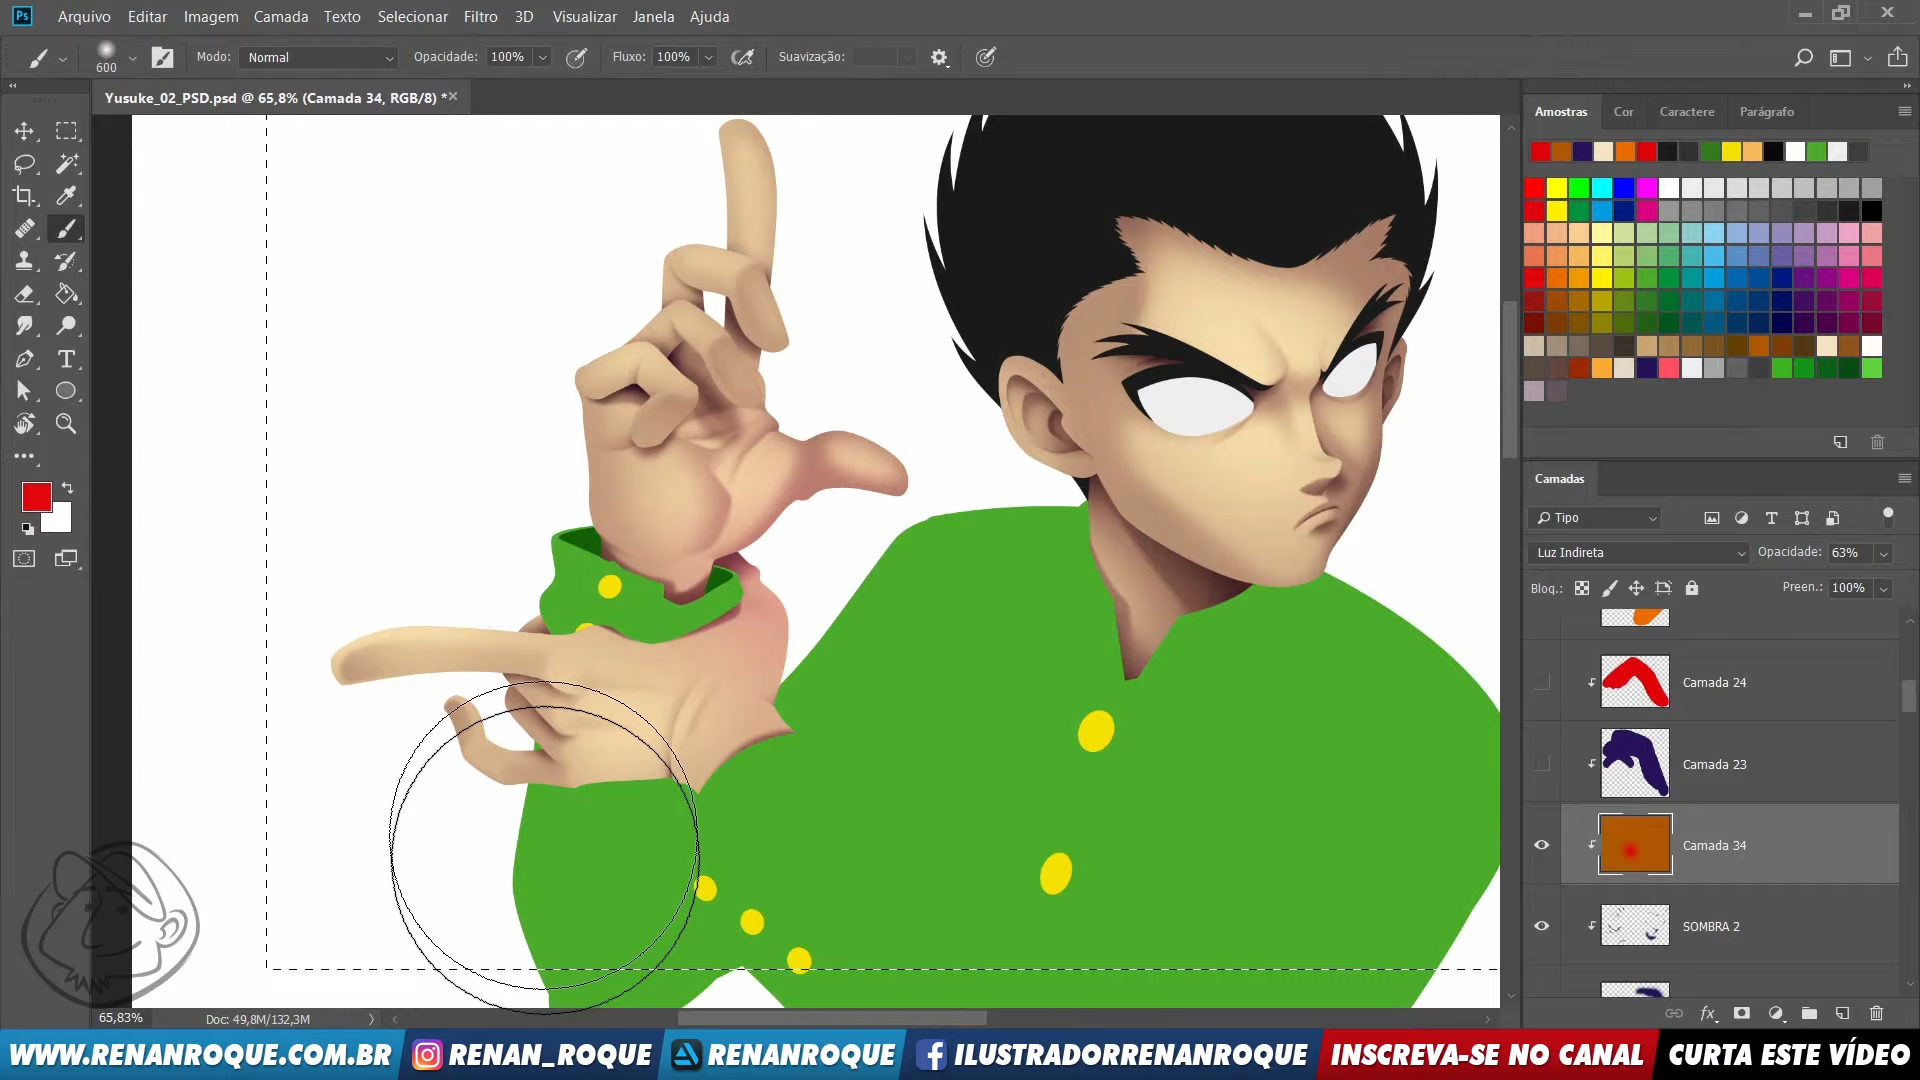 Ps Arquivo Editar Imagem Camada Texto Selecionar Filtro 3D Visualizar Janela Ajuda
600 Modo: Normal Opacidade: 100% Fluxo: 100% Suavização:
Yusuke_02_PSD.psd @ 65,8% (Camada 34, RGB/8) *
Amostras Cor Caractere Parágrafo
Camadas
Tipo
Luz Indireta Opacidade: 63%
Bloq.: Preen.: 100%
Camada 24
Camada 23
Camada 34
SOMBRA 2
fx
65,83% Doc: 49,8M/132,3M
WWW.RENANROQUE.COM.BR RENAN_ROQUE RENANROQUE ILUSTRADORRENANROQUE INSCREVA-SE NO CANAL CURTA ESTE VÍDEO